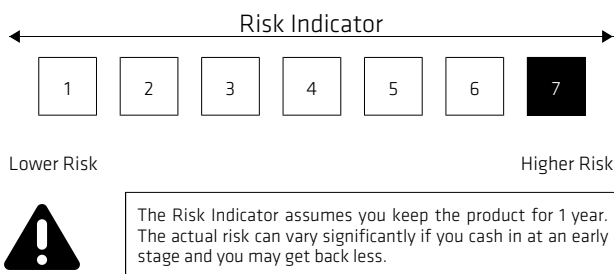 Risk Indicator
1 2 3 4 5 6 7
Lower Risk Higher Risk
The Risk Indicator assumes you keep the product for 1 year.
The actual risk can vary significantly if you cash in at an early
stage and you may get back less.